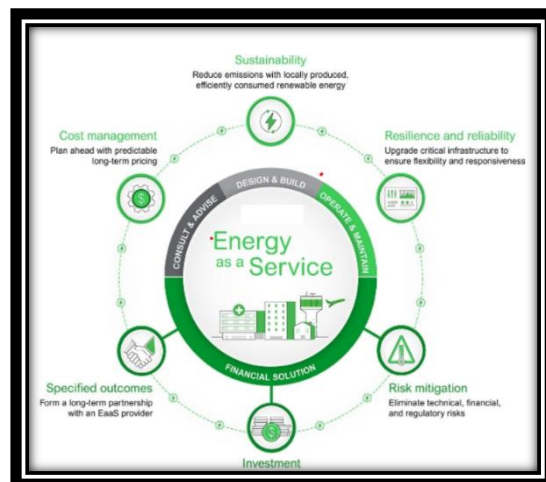 Sustainability
Reduce emissions with locally produced,
efficiently consumed renewable energy
Cost management
Plan ahead with predictable
long-term pricing
Resilience and reliability
Upgrade critical infrastructure to
ensure flexibility and responsiveness
CONSULT & ADVISE
DESIGN & BUILD
OPERATE & MAINTAIN
Energy
as a Service
FINANCIAL SOLUTION
Specified outcomes
Form a long-term partnership
with an EaaS provider
Risk mitigation
Eliminate technical, financial,
and regulatory risks
Investment